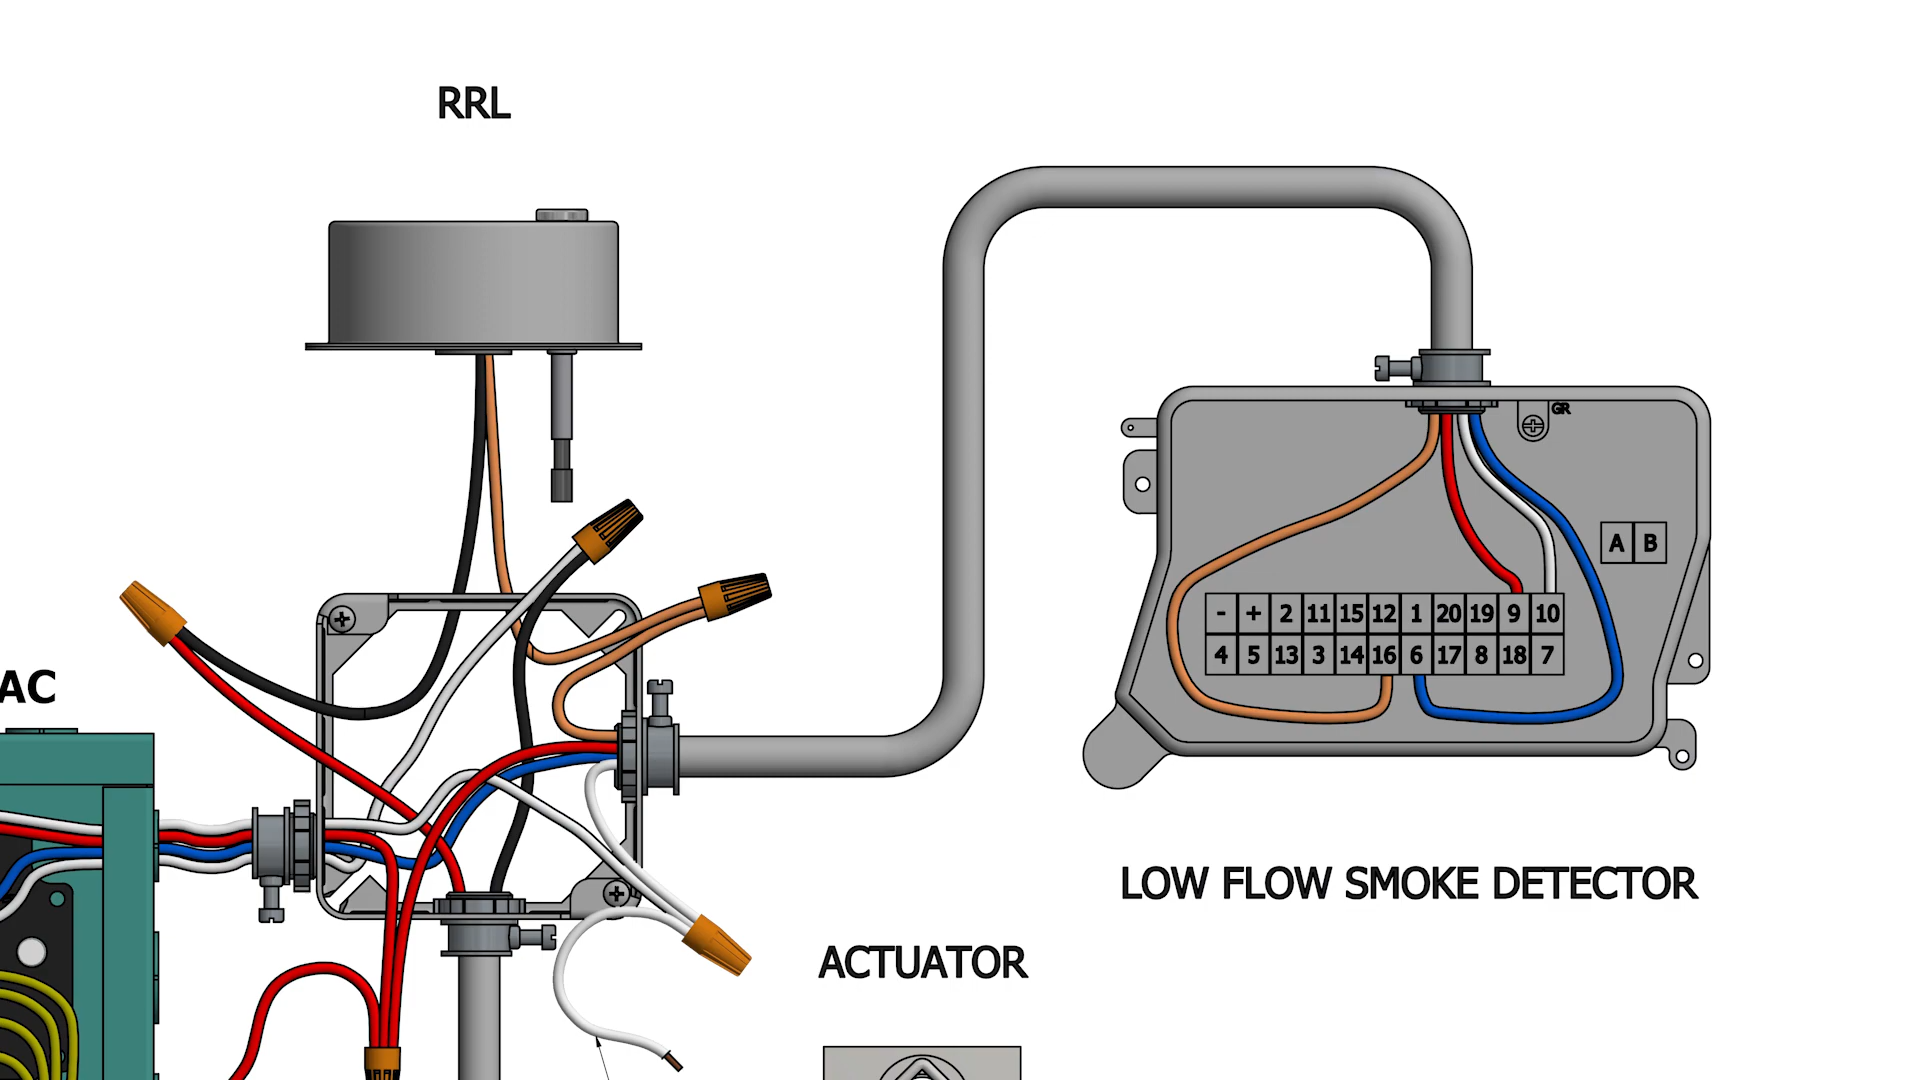 RRL
GR
A B
- + 2 11 15 12 1 20 19 9 10
4 5 13 3 14 16 6 17 8 18 7
AC
LOW FLOW SMOKE DETECTOR
ACTUATOR